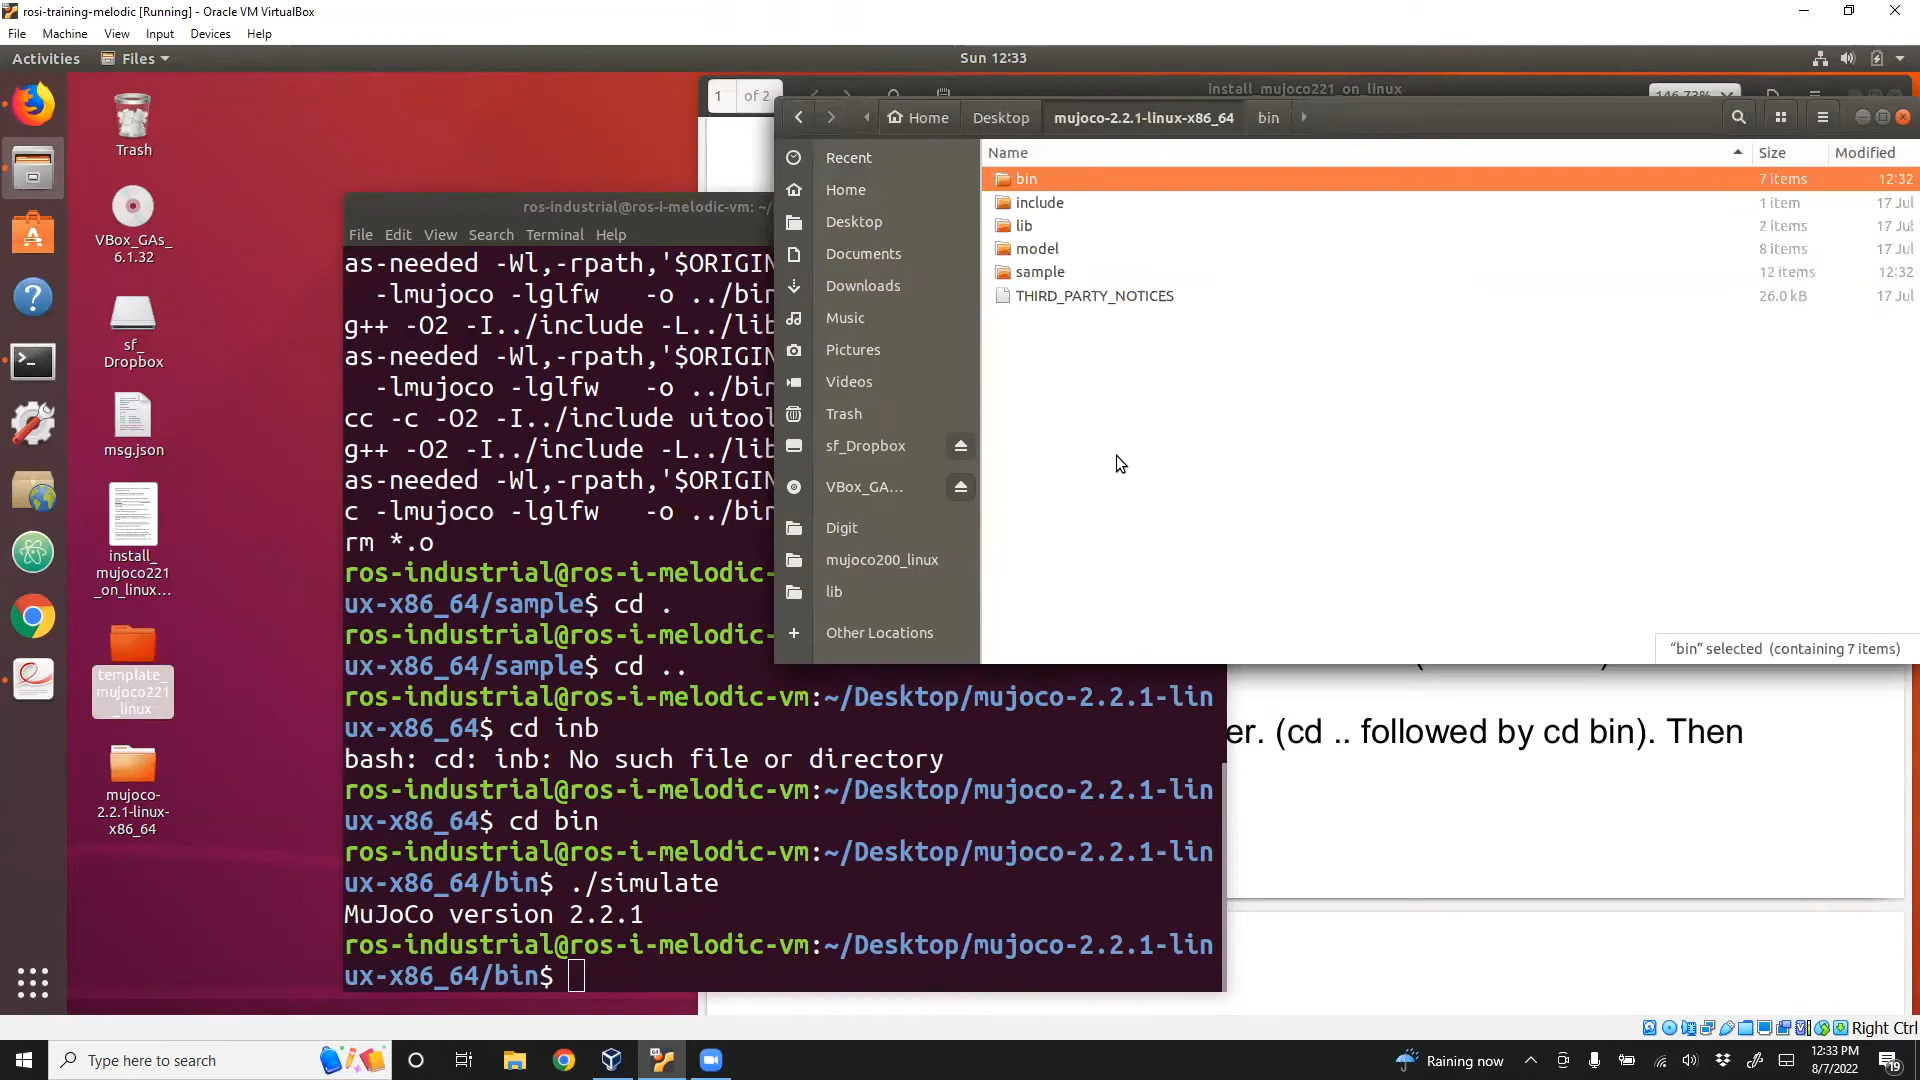 rosi-training-melodic [Running] - Oracle VM VirtualBox
File Machine View Input Devices Help
Activities Files Sun 12:33
Trash
VBox_GAs_
6.1.32
sf_
Dropbox
msg.json
install_
mujoco221
_on_linux...
template_
mujoco221
_linux
mujoco-
2.2.1-linux-
x86_64
1 of 2
install_mujoco221_on_linux
146.73%
Home Desktop mujoco-2.2.1-linux-x86_64 bin
Recent
Home
Desktop
Documents
Downloads
Music
Pictures
Videos
Trash
sf_Dropbox
VBox_GA...
Digit
mujoco200_linux
lib
Other Locations
Name Size Modified
bin 7 items 12:32
include 1 item 17 Jul
lib 2 items 17 Jul
model 8 items 17 Jul
sample 12 items 12:32
THIRD_PARTY_NOTICES 26.0 kB 17 Jul
"bin" selected (containing 7 items)
ros-industrial@ros-i-melodic-vm: ~/
File Edit View Search Terminal Help
as-needed -Wl,-rpath,'$ORIGIN
-lmujoco -lglfw -o ../bin
g++ -O2 -I../include -L../lib
as-needed -Wl,-rpath,'$ORIGIN
-lmujoco -lglfw -o ../bin
cc -c -O2 -I../include uitool
g++ -O2 -I../include -L../lib
as-needed -Wl,-rpath,'$ORIGIN
c -lmujoco -lglfw -o ../bin
rm *.o
ros-industrial@ros-i-melodic-
ux-x86_64/sample$ cd .
ros-industrial@ros-i-melodic-
ux-x86_64/sample$ cd ..
ros-industrial@ros-i-melodic-vm:~/Desktop/mujoco-2.2.1-lin
ux-x86_64$ cd inb
bash: cd: inb: No such file or directory
ros-industrial@ros-i-melodic-vm:~/Desktop/mujoco-2.2.1-lin
ux-x86_64$ cd bin
ros-industrial@ros-i-melodic-vm:~/Desktop/mujoco-2.2.1-lin
ux-x86_64/bin$ ./simulate
MuJoCo version 2.2.1
ros-industrial@ros-i-melodic-vm:~/Desktop/mujoco-2.2.1-lin
ux-x86_64/bin$
er. (cd .. followed by cd bin). Then
Right Ctrl
Type here to search
Raining now
12:33 PM
8/7/2022
19